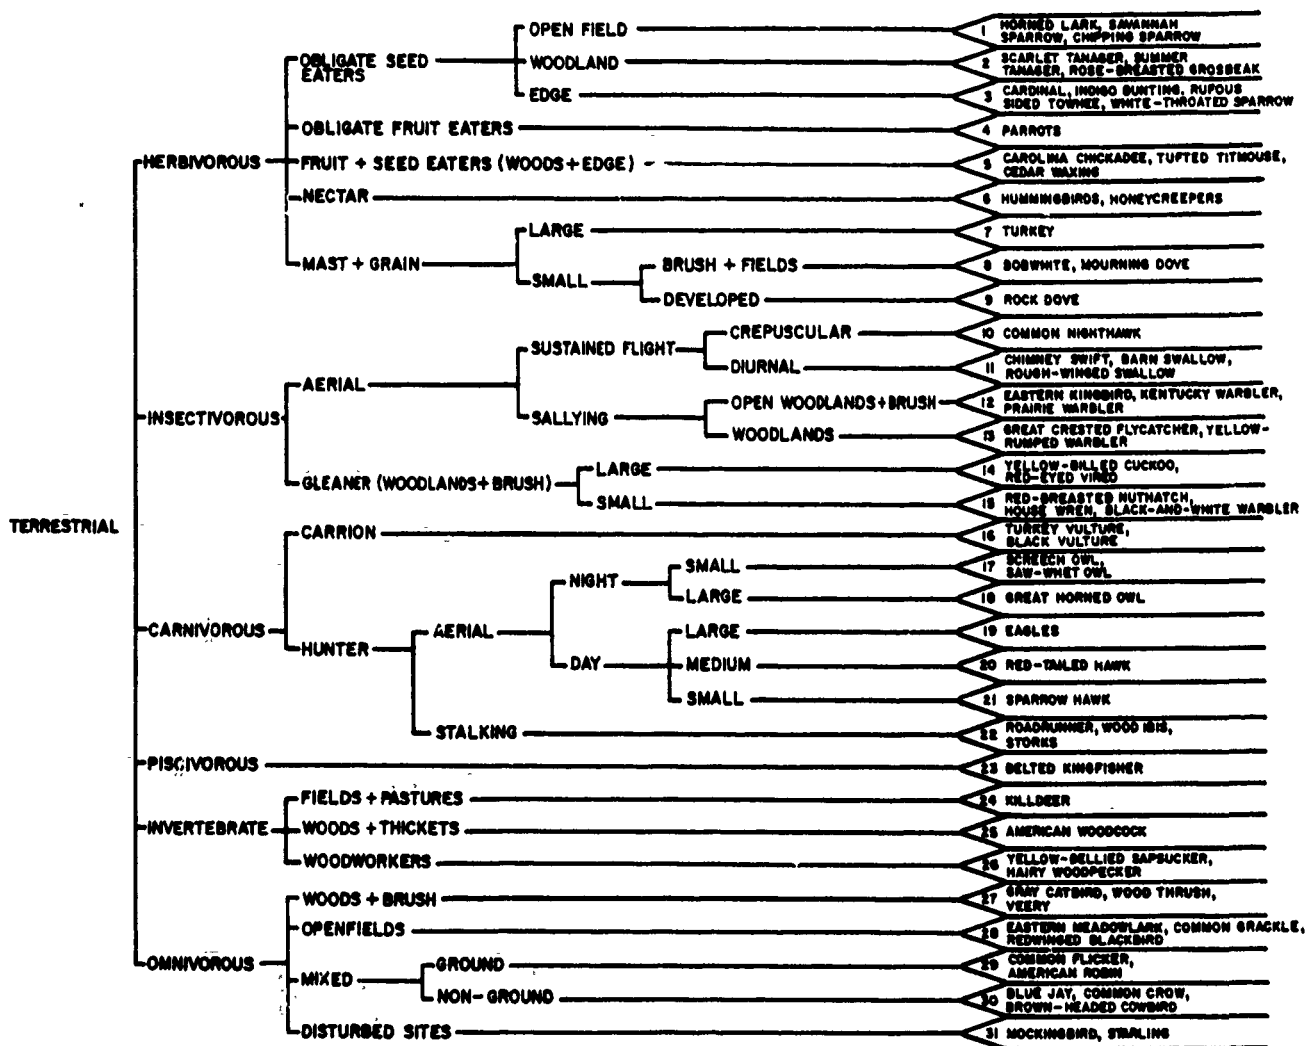 OPEN FIELD
1 HORNED LARK, SAVANNAH
SPARROW, CHIPPING SPARROW
OBLIGATE SEED
EATERS
WOODLAND
2 SCARLET TANAGER, SUMMER
TANAGER, ROSE-BREASTED GROSBEAK
EDGE
3 CARDINAL, INDIGO BUNTING, RUFOUS
SIDED TOWHEE, WHITE-THROATED SPARROW
OBLIGATE FRUIT EATERS
4 PARROTS
HERBIVOROUS
FRUIT + SEED EATERS (WOODS+EDGE)
5 CAROLINA CHICKADEE, TUFTED TITMOUSE,
CEDAR WAXING
NECTAR
6 HUMMINGBIRDS, HONEYCREEPERS
LARGE
7 TURKEY
MAST + GRAIN
BRUSH + FIELDS
8 BOBWHITE, MOURNING DOVE
SMALL
DEVELOPED
9 ROCK DOVE
CREPUSCULAR
10 COMMON NIGHTHAWK
SUSTAINED FLIGHT
DIURNAL
11 CHIMNEY SWIFT, BARN SWALLOW,
ROUGH-WINGED SWALLOW
AERIAL
OPEN WOODLANDS+BRUSH
12 EASTERN KINGBIRD, KENTUCKY WARBLER,
PRAIRIE WARBLER
INSECTIVOROUS
SALLYING
WOODLANDS
13 GREAT CRESTED FLYCATCHER, YELLOW-
RUMPED WARBLER
LARGE
14 YELLOW-BILLED CUCKOO,
RED-EYED VIREO
GLEANER (WOODLANDS+BRUSH)
SMALL
15 RED-BREASTED NUTHATCH,
HOUSE WREN, BLACK-AND-WHITE WARBLER
TERRESTRIAL
CARRION
16 TURKEY VULTURE,
BLACK VULTURE
SMALL
17 SCREECH OWL,
SAW-WHET OWL
NIGHT
LARGE
18 GREAT HORNED OWL
CARNIVOROUS
AERIAL
LARGE
19 EAGLES
HUNTER
DAY
MEDIUM
20 RED-TAILED HAWK
SMALL
21 SPARROW HAWK
STALKING
22 ROADRUNNER, WOOD IBIS,
STORKS
PISCIVOROUS
23 BELTED KINGFISHER
FIELDS + PASTURES
24 KILLDEER
INVERTEBRATE
WOODS + THICKETS
25 AMERICAN WOODCOCK
WOODWORKERS
26 YELLOW-BELLIED SAPSUCKER,
HAIRY WOODPECKER
WOODS + BRUSH
27 GRAY CATBIRD, WOOD THRUSH,
VEERY
OPENFIELDS
28 EASTERN MEADOWLARK, COMMON GRACKLE,
REDWINGED BLACKBIRD
OMNIVOROUS
MIXED
GROUND
29 COMMON FLICKER,
AMERICAN ROBIN
NON-GROUND
30 BLUE JAY, COMMON CROW,
BROWN-HEADED COWBIRD
DISTURBED SITES
31 MOCKINGBIRD, STARLING